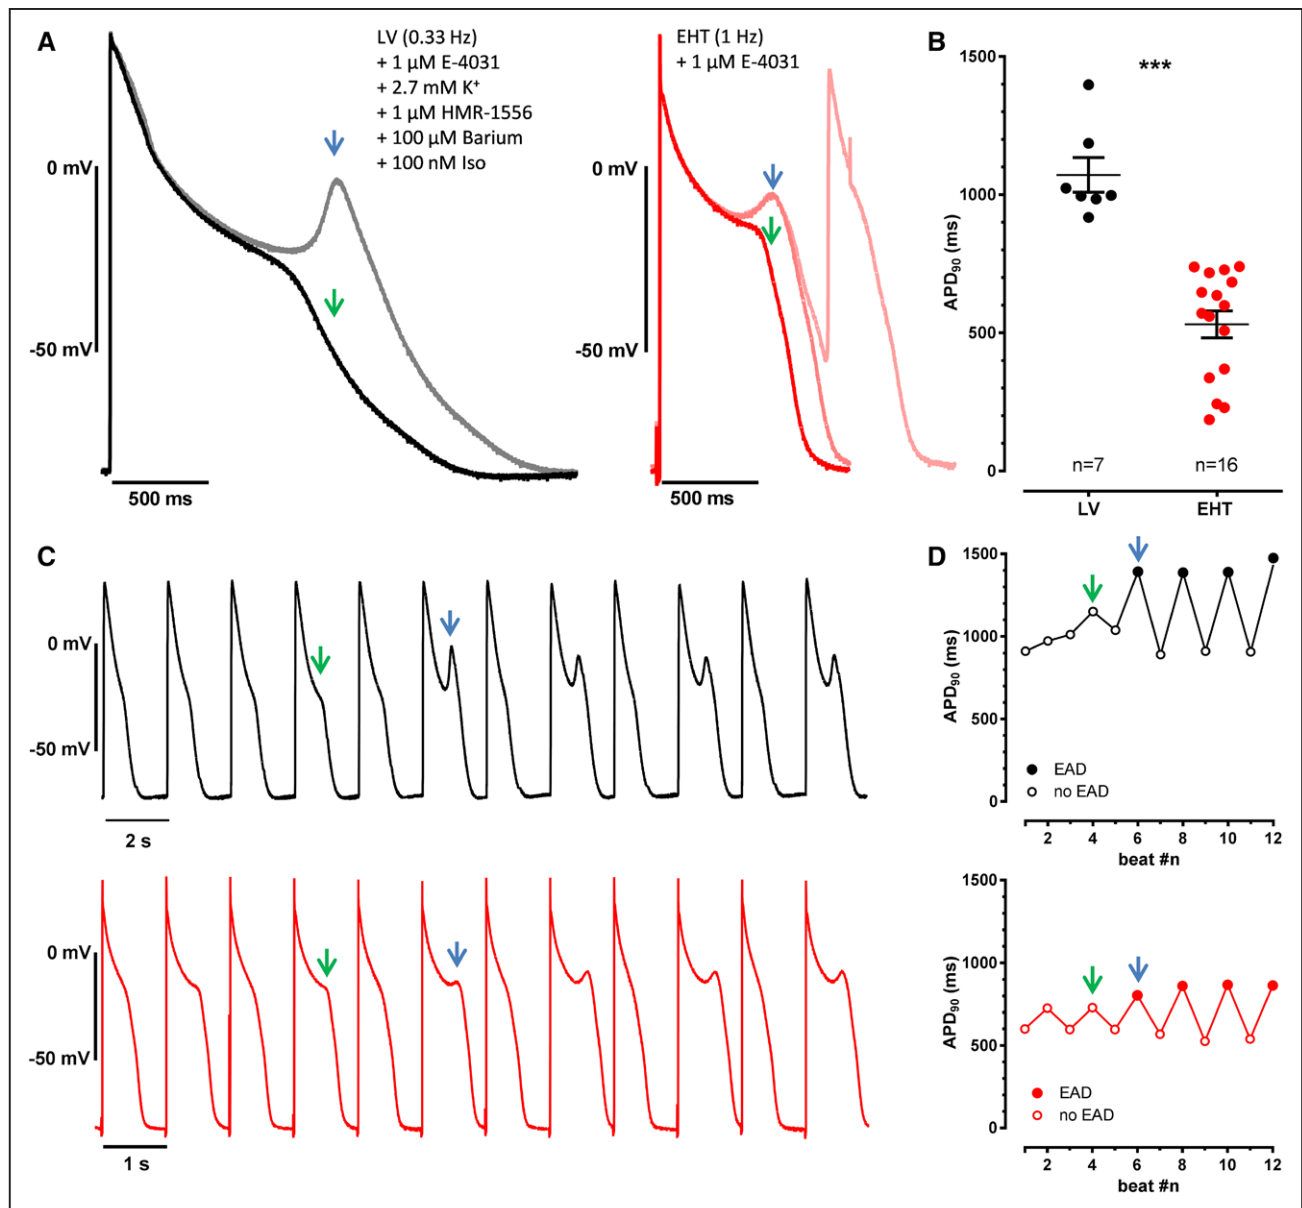 A
LV (0.33 Hz)
+ 1 µM E-4031
+ 2.7 mM K⁺
+ 1 µM HMR-1556
+ 100 µM Barium
+ 100 nM Iso
0 mV
-50 mV
500 ms
EHT (1 Hz)
+ 1 µM E-4031
0 mV
-50 mV
500 ms
B
1500
1000
500
0
APD₉₀ (ms)
***
n=7
n=16
LV
EHT
C
0 mV
-50 mV
2 s
0 mV
-50 mV
1 s
D
1500
1000
500
0
APD₉₀ (ms)
EAD
no EAD
2 4 6 8 10 12
beat #n
1500
1000
500
0
APD₉₀ (ms)
EAD
no EAD
2 4 6 8 10 12
beat #n